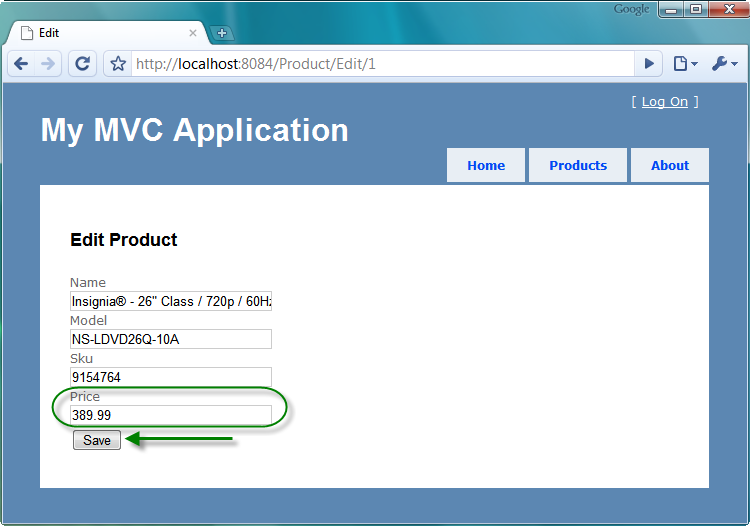 Google
Edit
http://localhost:8084/Product/Edit/1
[ Log On ]
My MVC Application
Home Products About
Edit Product
Name
Insignia® - 26" Class / 720p / 60Hz
Model
NS-LDVD26Q-10A
Sku
9154764
Price
389.99
Save